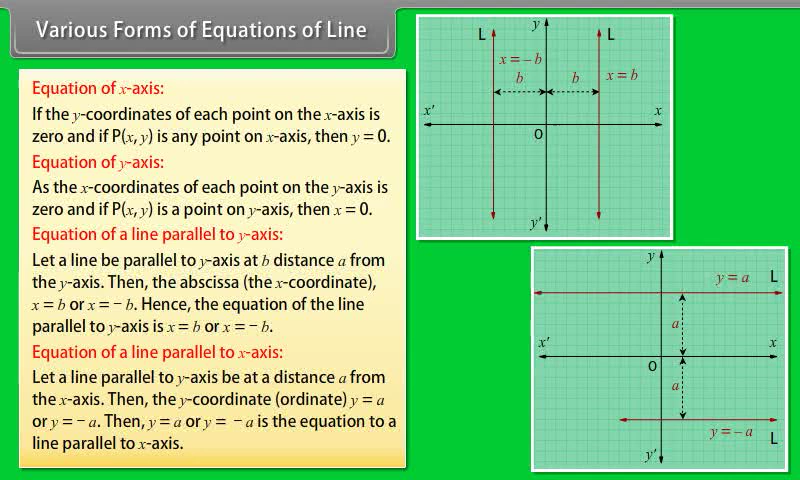 Various Forms of Equations of Line
Equation of x-axis:
If the y-coordinates of each point on the x-axis is
zero and if P(x, y) is any point on x-axis, then y = 0.
Equation of y-axis:
As the x-coordinates of each point on the y-axis is
zero and if P(x, y) is a point on y-axis, then x = 0.
Equation of a line parallel to y-axis:
Let a line be parallel to y-axis at b distance a from
the y-axis. Then, the abscissa (the x-coordinate),
x = b or x = – b. Hence, the equation of the line
parallel to y-axis is x = b or x = – b.
Equation of a line parallel to x-axis:
Let a line parallel to y-axis be at a distance a from
the x-axis. Then, the y-coordinate (ordinate) y = a
or y = – a. Then, y = a or y = – a is the equation to a
line parallel to x-axis.
y
L L
x = – b
b b x = b
x' x
O
y'
y
y = a L
a
x' x
O
a
y = – a L
y'